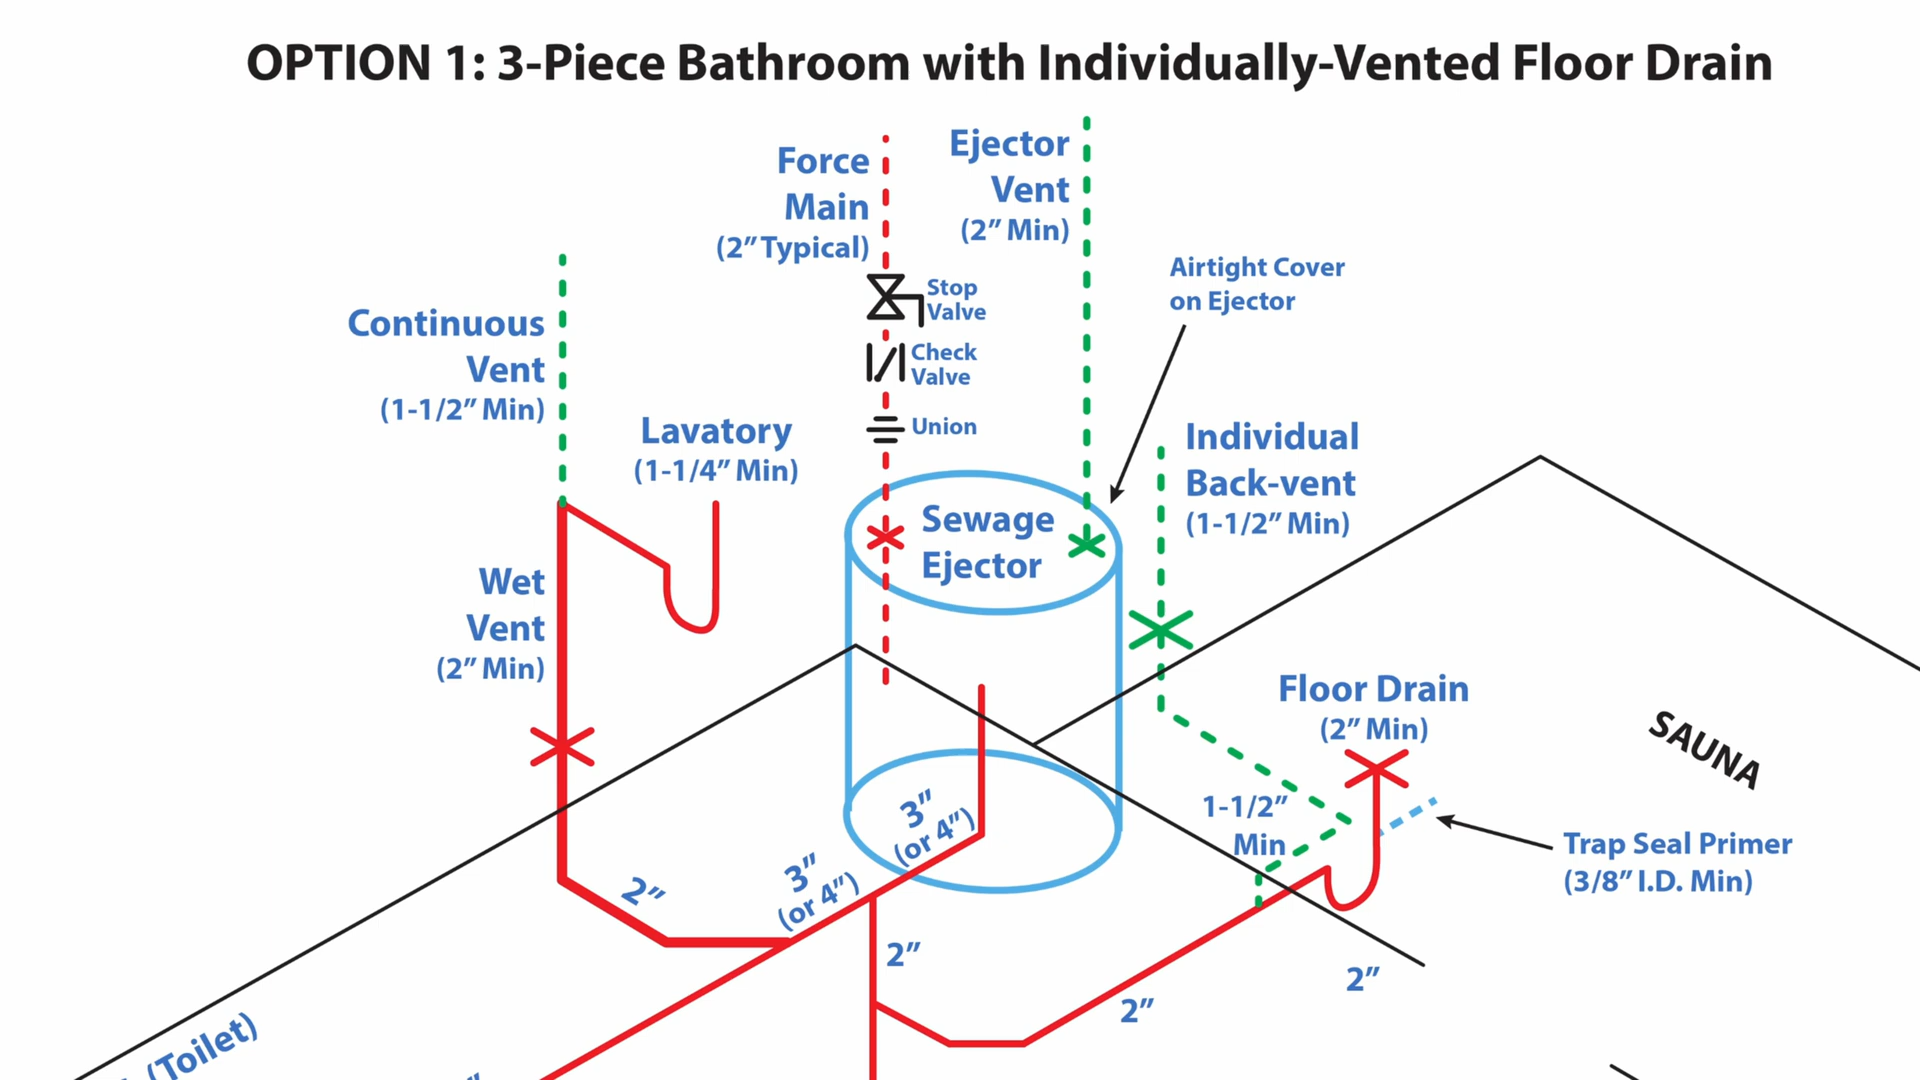 OPTION 1: 3-Piece Bathroom with Individually-Vented Floor Drain
Force
Main
(2” Typical)
Ejector
Vent
(2” Min)
Stop
Valve
Check
Valve
Union
Airtight Cover
on Ejector
Continuous
Vent
(1-1/2” Min)
Lavatory
(1-1/4” Min)
Individual
Back-vent
(1-1/2” Min)
Sewage
Ejector
Wet
Vent
(2” Min)
Floor Drain
(2” Min)
SAUNA
1-1/2”
Min
Trap Seal Primer
(3/8” I.D. Min)
3”
(or 4”)
3”
(or 4”)
2”
2”
2”
2”
(Toilet)